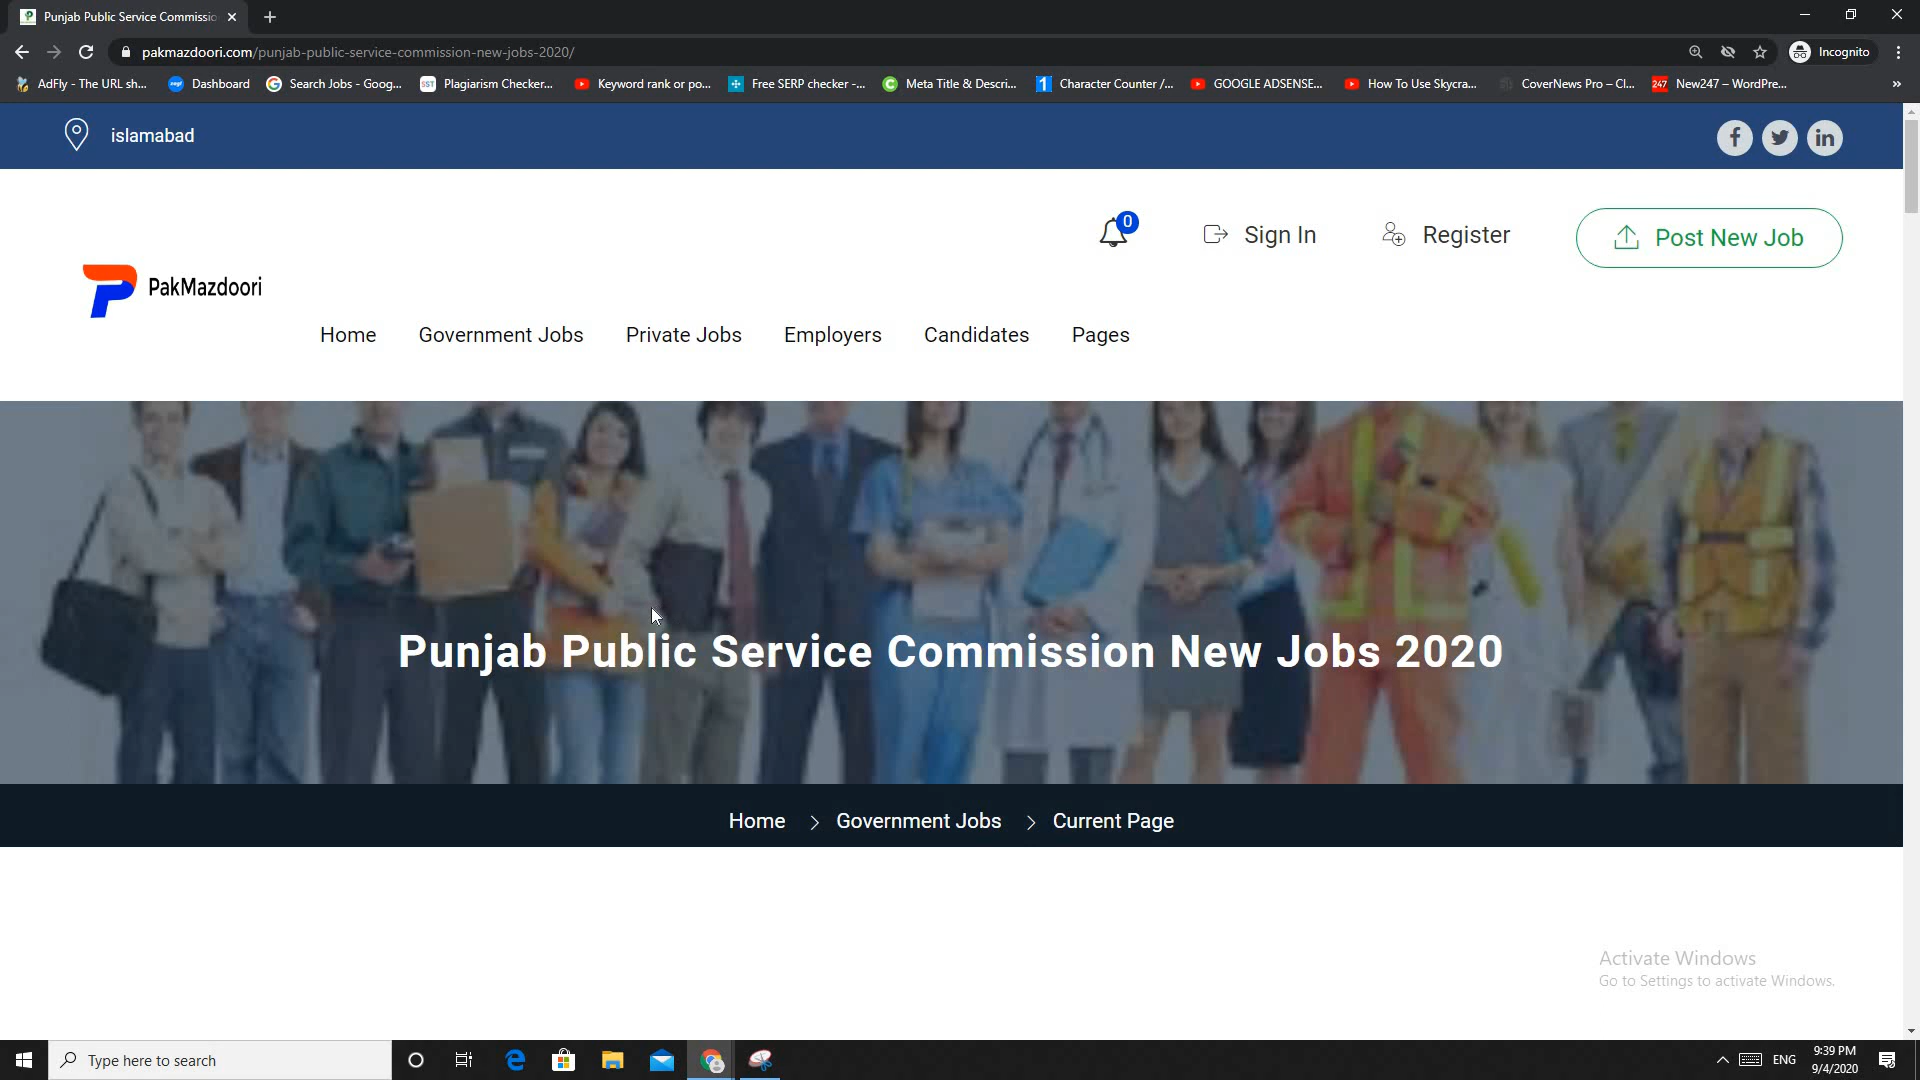 Punjab Public Service Commissio
pakmazdoori.com/punjab-public-service-commission-new-jobs-2020/
Incognito
AdFly - The URL sh...
Dashboard
Search Jobs - Goog...
SST
Plagiarism Checker...
Keyword rank or po...
Free SERP checker -...
Meta Title & Descri...
1
Character Counter /...
GOOGLE ADSENSE...
How To Use Skycra...
CoverNews Pro – Cl...
247
New247 – WordPre...
»
islamabad
0
Sign In
Register
Post New Job
PakMazdoori
Home
Government Jobs
Private Jobs
Employers
Candidates
Pages
Punjab Public Service Commission New Jobs 2020
Home > Government Jobs > Current Page
Activate Windows
Go to Settings to activate Windows.
Type here to search
ENG
9:39 PM
9/4/2020